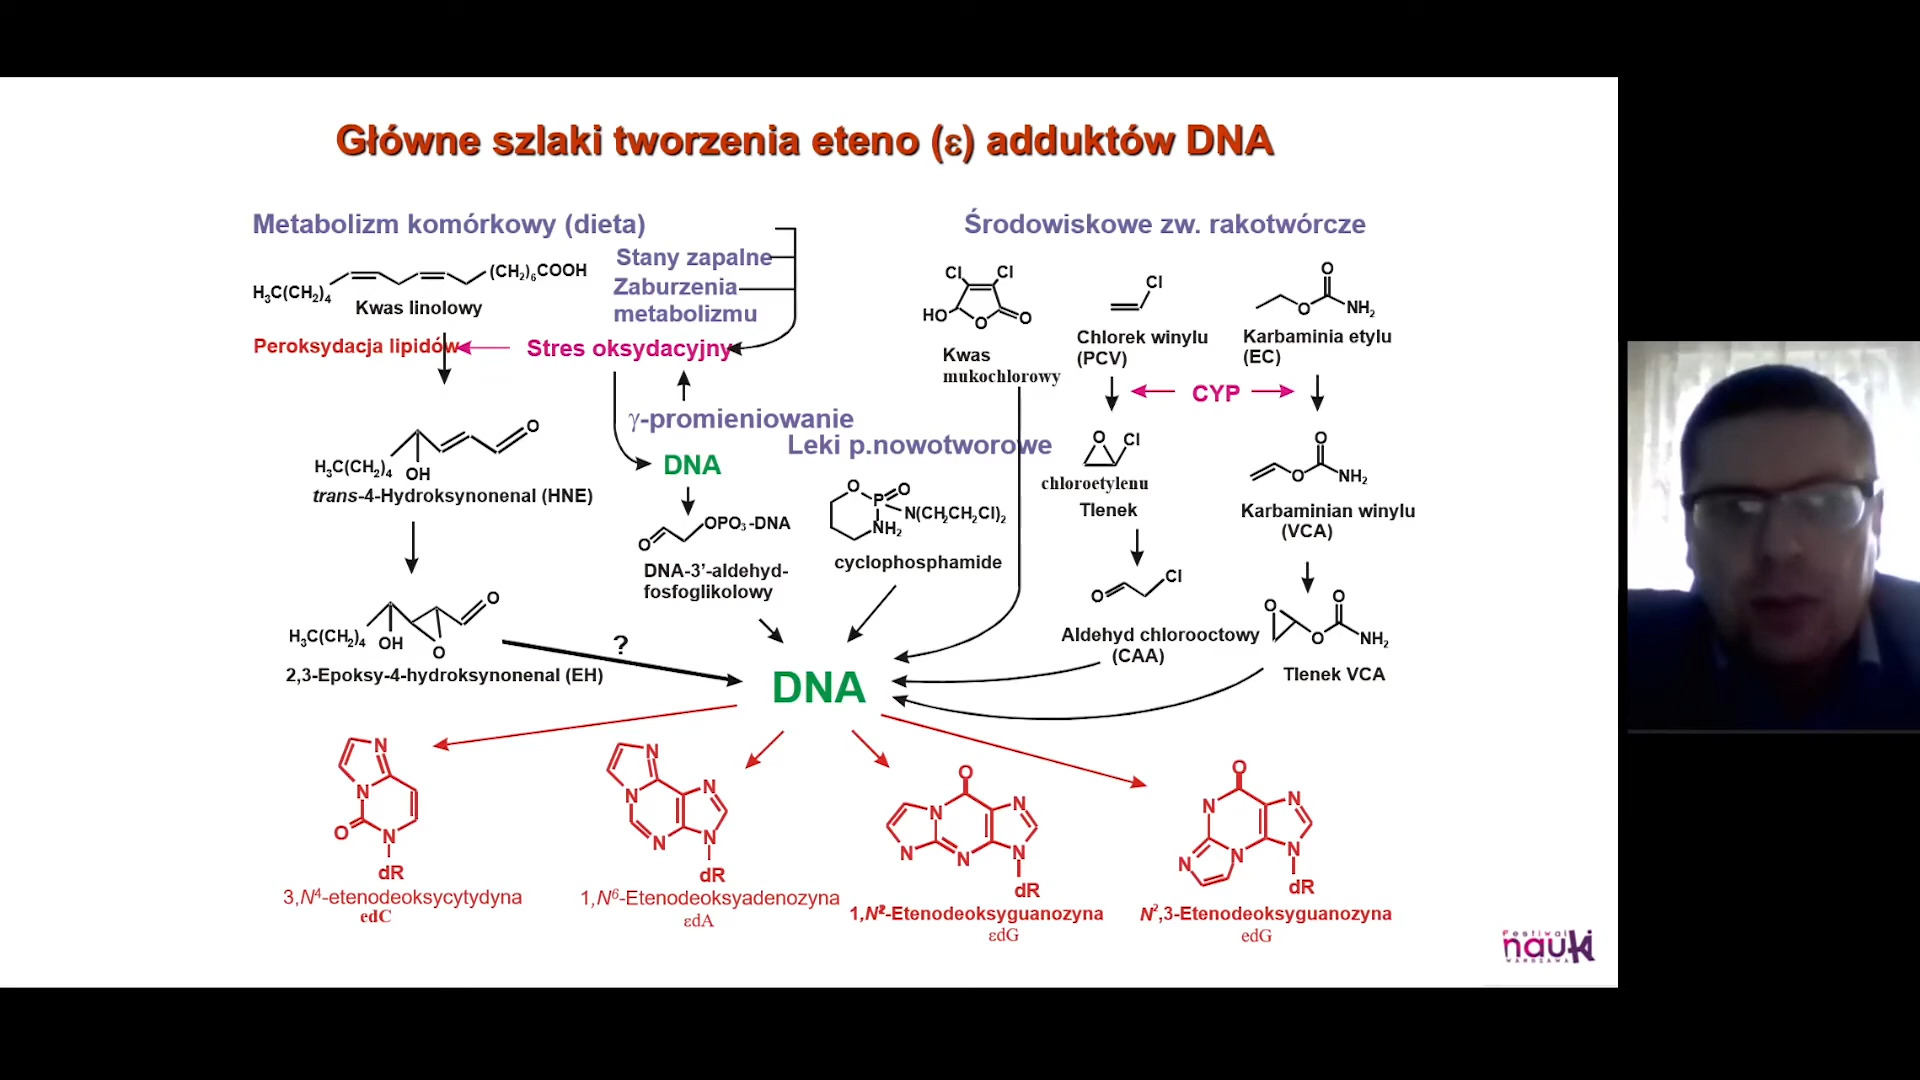 Główne szlaki tworzenia eteno (ε) adduktów DNA
Metabolizm komórkowy (dieta)
H₃C(CH₂)₄
(CH₂)₆COOH
Kwas linolowy
Peroksydacja lipidów
Stany zapalne
Zaburzenia
metabolizmu
Stres oksydacyjny
γ-promieniowanie
Leki p.nowotworowe
DNA
O
OPO₃-DNA
DNA-3’-aldehyd-
fosfoglikolowy
O
P
O
N(CH₂CH₂Cl)₂
NH₂
cyclophosphamide
H₃C(CH₂)₄
OH
O
trans-4-Hydroksynonenal (HNE)
H₃C(CH₂)₄
OH
O
O
2,3-Epoksy-4-hydroksynonenal (EH)
?
Środowiskowe zw. rakotwórcze
Cl
Cl
HO
O
O
Kwas
mukochlorowy
Cl
Chlorek winylu
(PCV)
O
O
NH₂
Karbaminia etylu
(EC)
CYP
O
Cl
chloroetylenu
Tlenek
O
O
NH₂
Karbaminian winylu
(VCA)
O
Cl
Aldehyd chlorooctowy
(CAA)
O
O
O
NH₂
Tlenek VCA
DNA
N
N
O
N
dR
3,N⁴-etenodeoksycytydyna
edC
N
N
N
N
N
dR
1,N⁶-Etenodeoksyadenozyna
εdA
O
N
N
N
N
N
dR
1,N²-Etenodeoksyguanozyna
εdG
O
N
N
N
N
N
dR
N²,3-Etenodeoksyguanozyna
edG
Festiwal
nauki
WARSZAWA